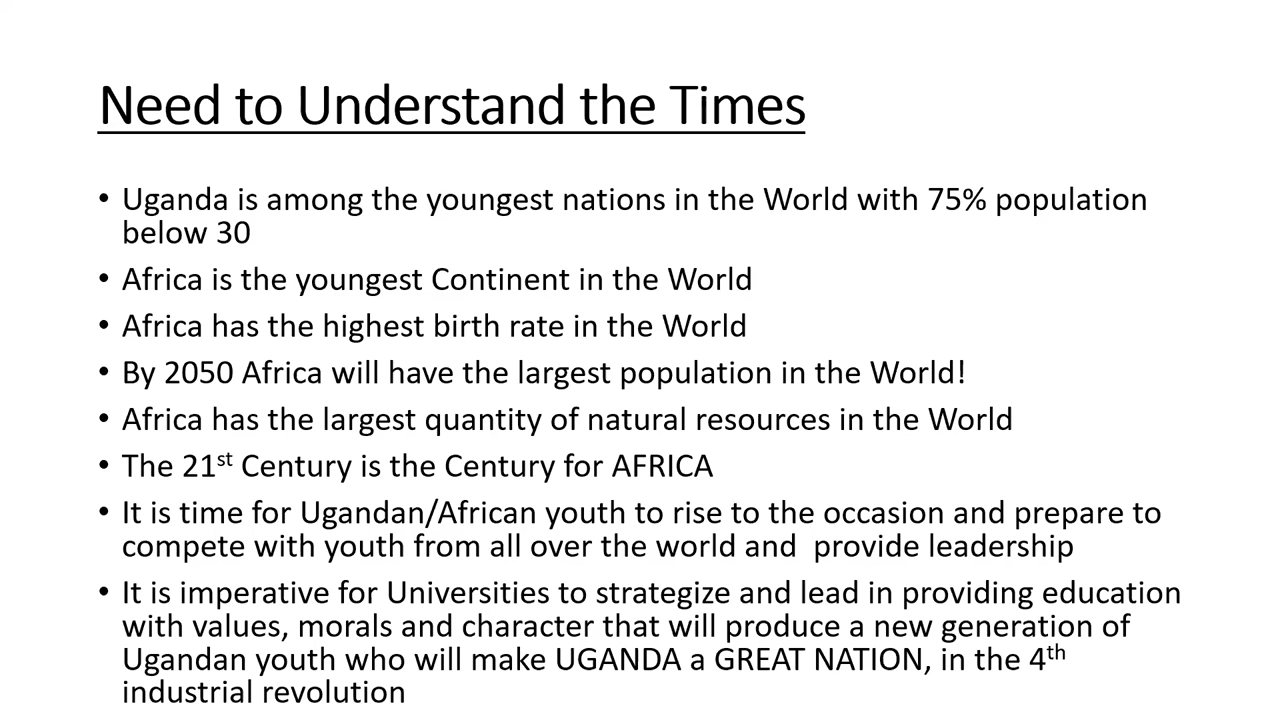 Need to Understand the Times
• Uganda is among the youngest nations in the World with 75% population
below 30
• Africa is the youngest Continent in the World
• Africa has the highest birth rate in the World
• By 2050 Africa will have the largest population in the World!
• Africa has the largest quantity of natural resources in the World
• The 21st Century is the Century for AFRICA
• It is time for Ugandan/African youth to rise to the occasion and prepare to
compete with youth from all over the world and  provide leadership
• It is imperative for Universities to strategize and lead in providing education
with values, morals and character that will produce a new generation of
Ugandan youth who will make UGANDA a GREAT NATION, in the 4th
industrial revolution